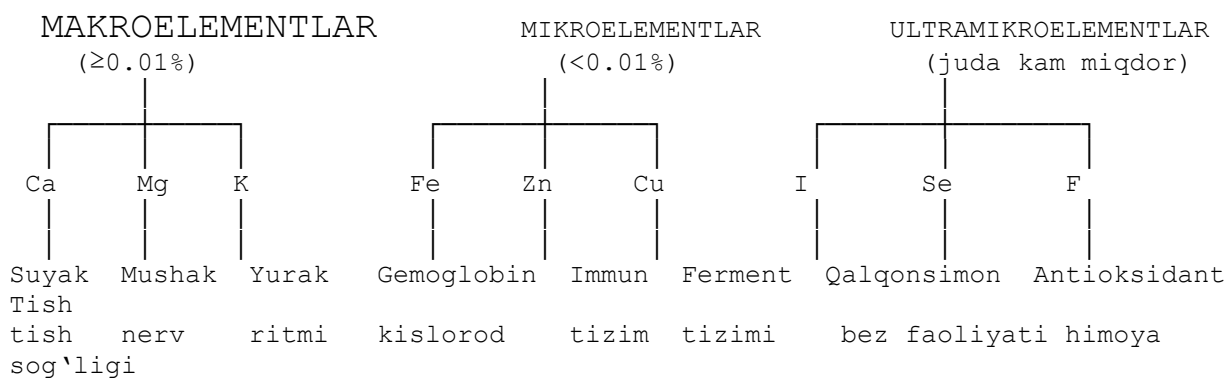 MAKROELEMENTLAR MIKROELEMENTLAR ULTRAMIKROELEMENTLAR
(≥0.01%) (<0.01%) (juda kam miqdor)
Ca Mg K Fe Zn Cu I Se F
Suyak Mushak Yurak Gemoglobin Immun Ferment Qalqonsimon Antioksidant
Tish
tish nerv ritmi kislorod tizim tizimi bez faoliyati himoya
sog‘ligi